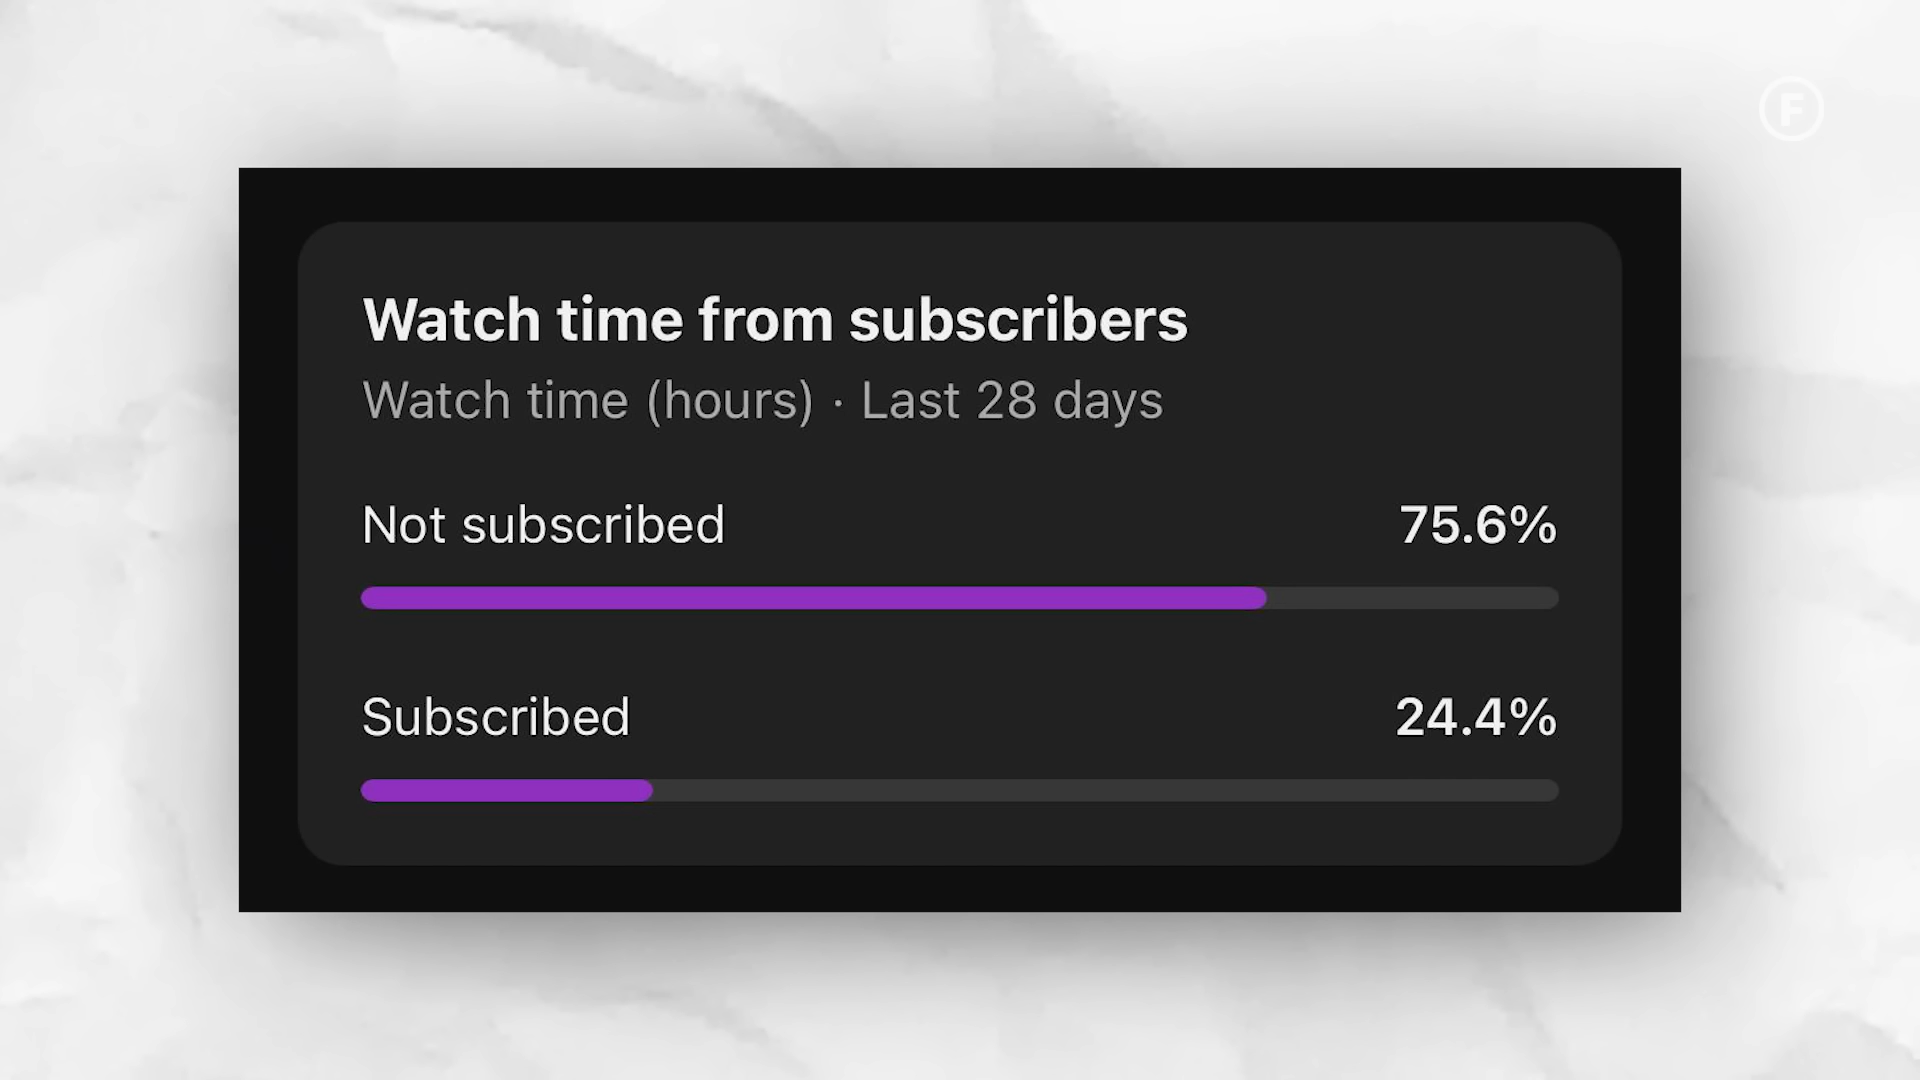 F
Watch time from subscribers
Watch time (hours) · Last 28 days
Not subscribed 75.6%
Subscribed 24.4%